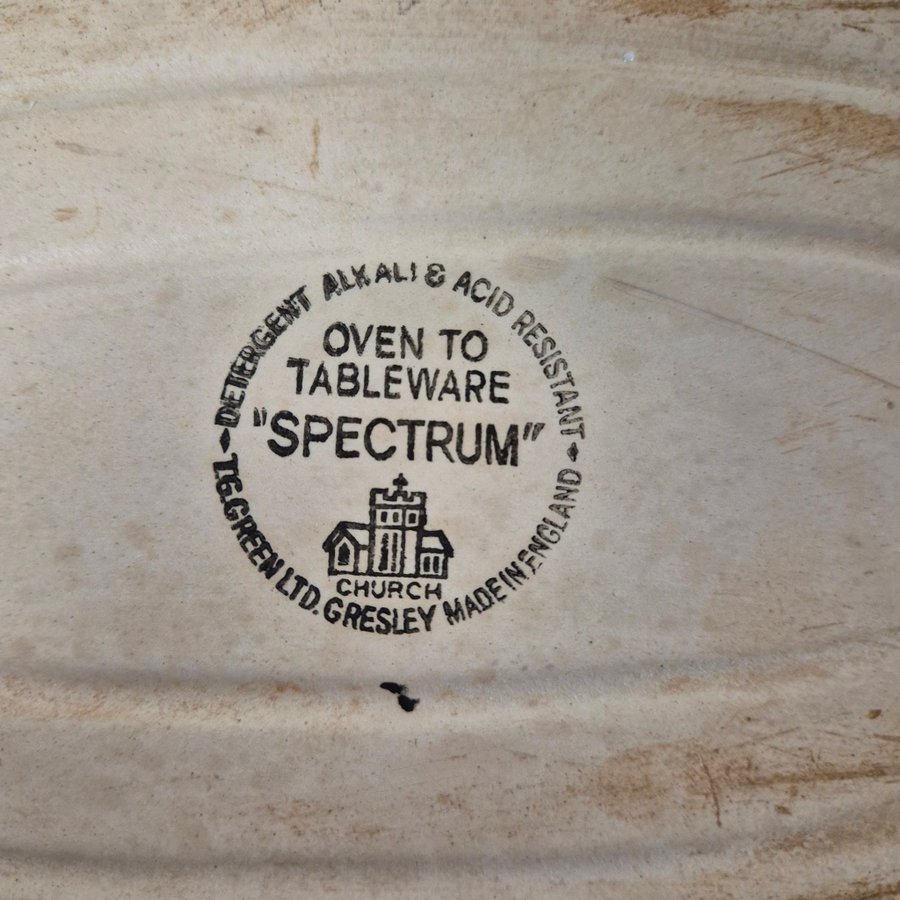 DETERGENT ALKALI & ACID RESISTANT
OVEN TO
TABLEWARE
"SPECTRUM"
CHURCH
T.G.GREEN LTD. GRESLEY MADE IN ENGLAND